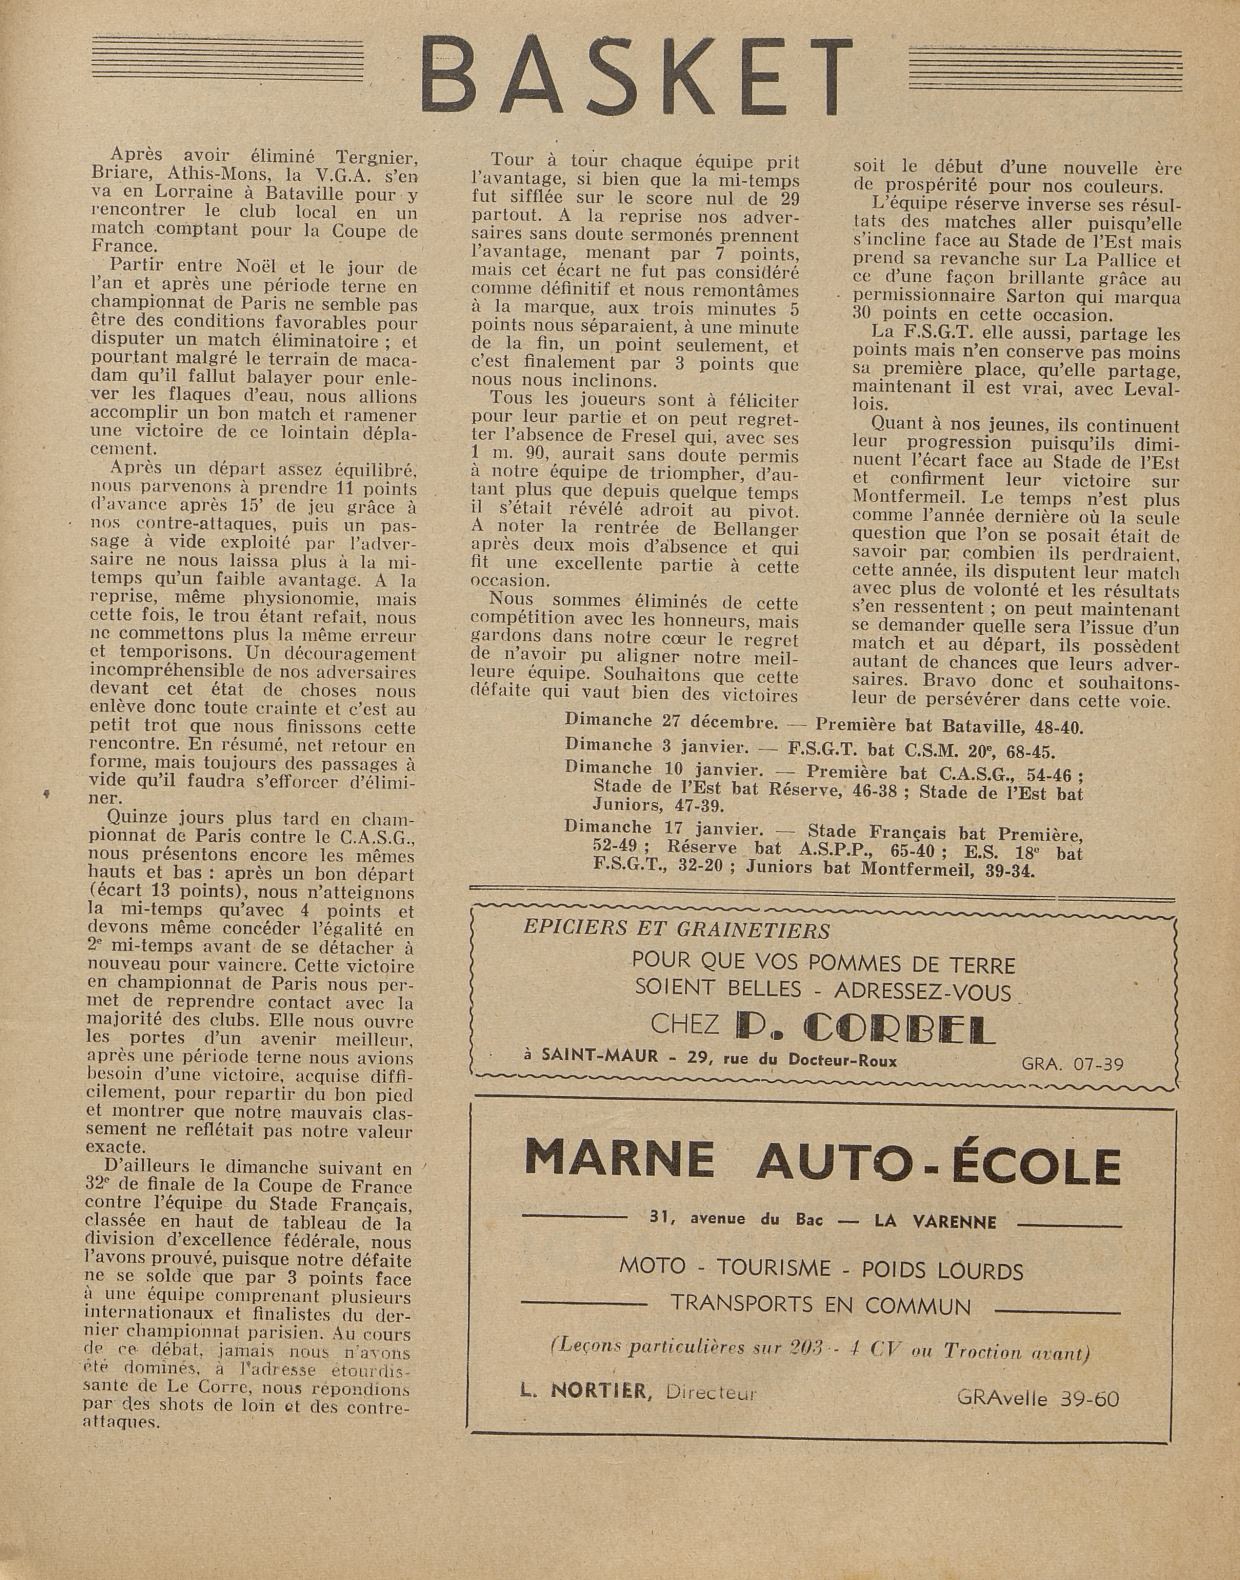 BASKET
Après avoir éliminé Tergnier,
Briare, Athis-Mons, la V.G.A. s'en
va en Lorraine à Bataville pour y
rencontrer le club local en un
match comptant pour la Coupe de
France.
Partir entre Noël et le jour de
l'an et après une période terne en
championnat de Paris ne semble pas
être des conditions favorables pour
disputer un match éliminatoire ; et
pourtant malgré le terrain de maca-
dam qu'il fallut balayer pour enle-
ver les flaques d'eau, nous allions
accomplir un bon match et ramener
une victoire de ce lointain dépla-
cement.
Après un départ assez équilibré,
nous parvenons à prendre 11 points
d'avance après 15' de jeu grâce à
nos contre-attaques, puis un pas-
sage à vide exploité par l'adver-
saire ne nous laissa plus à la mi-
temps qu'un faible avantage. A la
reprise, même physionomie, mais
cette fois, le trou étant refait, nous
ne commettons plus la même erreur
et temporisons. Un découragement
incompréhensible de nos adversaires
devant cet état de choses nous
enlève donc toute crainte et c'est au
petit trot que nous finissons cette
rencontre. En résumé, net retour en
forme, mais toujours des passages à
vide qu'il faudra s'efforcer d'élimi-
ner.
Quinze jours plus tard en cham-
pionnat de Paris contre le C.A.S.G.,
nous présentons encore les mêmes
hauts et bas : après un bon départ
(écart 13 points), nous n'atteignons
la mi-temps qu'avec 4 points et
devons même concéder l'égalité en
2e mi-temps avant de se détacher à
nouveau pour vaincre. Cette victoire
en championnat de Paris nous per-
met de reprendre contact avec la
majorité des clubs. Elle nous ouvre
les portes d'un avenir meilleur,
après une période terne nous avions
besoin d'une victoire, acquise diffi-
cilement, pour repartir du bon pied
et montrer que notre mauvais clas-
sement ne reflétait pas notre valeur
exacte.
D'ailleurs le dimanche suivant en
32e de finale de la Coupe de France
contre l'équipe du Stade Français,
classée en haut de tableau de la
division d'excellence fédérale, nous
l'avons prouvé, puisque notre défaite
ne se solde que par 3 points face
à une équipe comprenant plusieurs
internationaux et finalistes du der-
nier championnat parisien. Au cours
de ce débat, jamais nous n'avons
été dominés, à l'adresse étourdis-
sante de Le Corre, nous répondions
par des shots de loin et des contre-
attaques.
Tour à tour chaque équipe prit
l'avantage, si bien que la mi-temps
fut sifflée sur le score nul de 29
partout. A la reprise nos adver-
saires sans doute sermonés prennent
l'avantage, menant par 7 points,
mais cet écart ne fut pas considéré
comme définitif et nous remontâmes
à la marque, aux trois minutes 5
points nous séparaient, à une minute
de la fin, un point seulement, et
c'est finalement par 3 points que
nous nous inclinons.
Tous les joueurs sont à féliciter
pour leur partie et on peut regret-
ter l'absence de Fresel qui, avec ses
1 m. 90, aurait sans doute permis
à notre équipe de triompher, d'au-
tant plus que depuis quelque temps
il s'était révélé adroit au pivot.
A noter la rentrée de Bellanger
après deux mois d'absence et qui
fit une excellente partie à cette
occasion.
Nous sommes éliminés de cette
compétition avec les honneurs, mais
gardons dans notre cœur le regret
de n'avoir pu aligner notre meil-
leure équipe. Souhaitons que cette
défaite qui vaut bien des victoires
soit le début d'une nouvelle ère
de prospérité pour nos couleurs.
L'équipe réserve inverse ses résul-
tats des matches aller puisqu'elle
s'incline face au Stade de l'Est mais
prend sa revanche sur La Pallice et
ce d'une façon brillante grâce au
permissionnaire Sarton qui marqua
30 points en cette occasion.
La F.S.G.T. elle aussi, partage les
points mais n'en conserve pas moins
sa première place, qu'elle partage,
maintenant il est vrai, avec Leval-
lois.
Quant à nos jeunes, ils continuent
leur progression puisqu'ils dimi-
nuent l'écart face au Stade de l'Est
et confirment leur victoire sur
Montfermeil. Le temps n'est plus
comme l'année dernière où la seule
question que l'on se posait était de
savoir par combien ils perdraient,
cette année, ils disputent leur match
avec plus de volonté et les résultats
s'en ressentent ; on peut maintenant
se demander quelle sera l'issue d'un
match et au départ, ils possèdent
autant de chances que leurs adver-
saires. Bravo donc et souhaitons-
leur de persévérer dans cette voie.
Dimanche 27 décembre. — Première bat Bataville, 48-40.
Dimanche 3 janvier. — F.S.G.T. bat C.S.M. 20e, 68-45.
Dimanche 10 janvier. — Première bat C.A.S.G., 54-46 ;
Stade de l'Est bat Réserve, 46-38 ; Stade de l'Est bat
Juniors, 47-39.
Dimanche 17 janvier. — Stade Français bat Première,
52-49 ; Réserve bat A.S.P.P., 65-40 ; E.S. 18e bat
F.S.G.T., 32-20 ; Juniors bat Montfermeil, 39-34.
EPICIERS ET GRAINETIERS
POUR QUE VOS POMMES DE TERRE
SOIENT BELLES - ADRESSEZ-VOUS
CHEZ P. CORBEL
à SAINT-MAUR - 29, rue du Docteur-Roux GRA. 07-39
MARNE AUTO-ÉCOLE
31, avenue du Bac — LA VARENNE
MOTO - TOURISME - POIDS LOURDS
TRANSPORTS EN COMMUN
(Leçons particulières sur 203 - 4 CV ou Troction avant)
L. NORTIER, Directeur GRAvelle 39-60